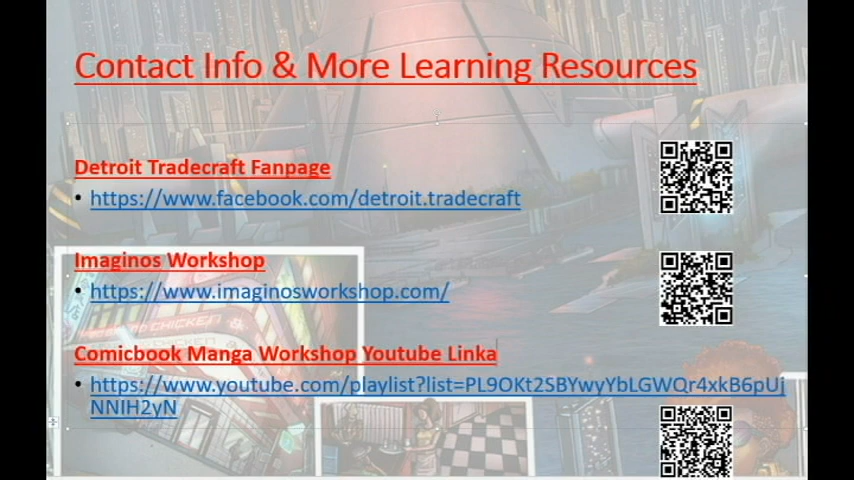 Contact Info & More Learning Resources
Detroit Tradecraft Fanpage
• https://www.facebook.com/detroit.tradecraft
Imaginos Workshop
• https://www.imaginosworkshop.com/
CHICKEN &
Comicbook Manga Workshop Youtube Linka
• https://www.youtube.com/playlist?list=PL9OKt2SBYwyYbLGWQr4xkB6pUj
NNIH2yN